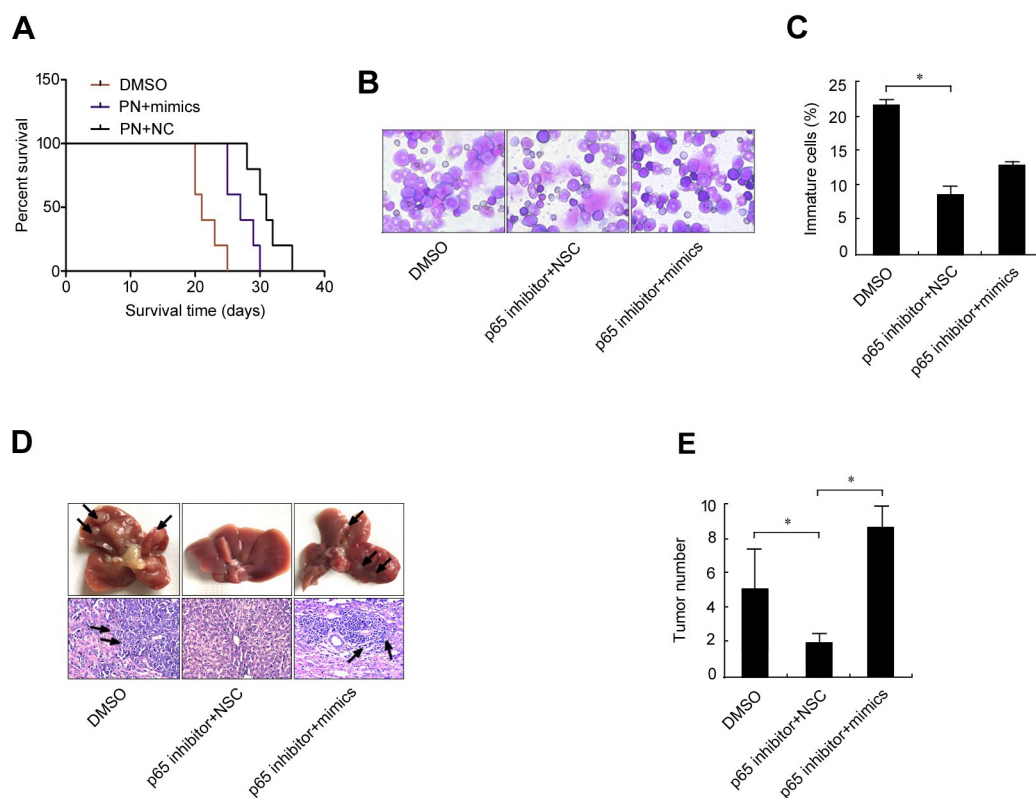 A
150
100
50
0
0
10
20
30
40
Percent survival
Survival time (days)
DMSO
PN+mimics
PN+NC
B
DMSO
p65 inhibitor+NSC
p65 inhibitor+mimics
C
25
20
15
10
5
0
Immature cells (%)
*
DMSO
p65 inhibitor+NSC
p65 inhibitor+mimics
D
DMSO
p65 inhibitor+NSC
p65 inhibitor+mimics
E
10
8
6
4
2
0
Tumor number
*
*
DMSO
p65 inhibitor+NSC
p65 inhibitor+mimics